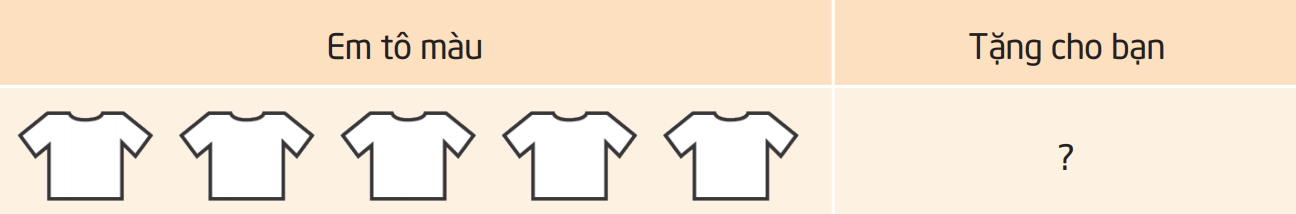 Em tô màu
Tặng cho bạn
?